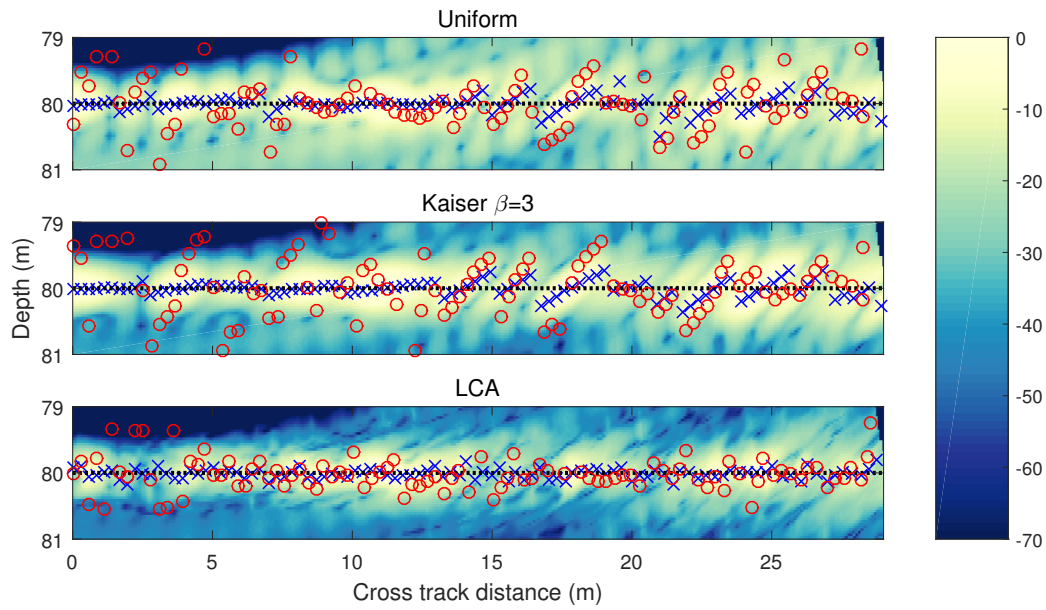 Uniform
79
80
81
Kaiser β=3
79
80
81
Depth (m)
LCA
79
80
81
0 5 10 15 20 25
Cross track distance (m)
0
-10
-20
-30
-40
-50
-60
-70